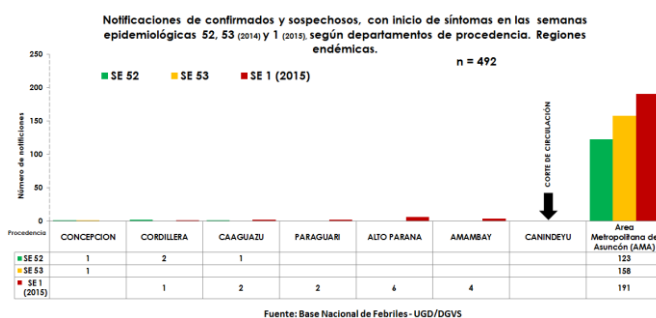 Notificaciones de confirmados y sospechosos, con inicio de síntomas en las semanas
epidemiológicas 52, 53 (2014) y 1 (2015), según departamentos de procedencia. Regiones
endémicas.
n = 492
SE 52 SE 53 SE 1 (2015)
Número de notificiones
250
200
150
100
50
0
CORTE DE CIRCULACIÓN
Procedencia CONCEPCION CORDILLERA CAAGUAZU PARAGUARI ALTO PARANA AMAMBAY CANINDEYU Area Metropolitana de Asuncón (AMA)
SE 52 1 2 1 123
SE 53 1 158
SE 1 (2015) 1 2 2 6 4 191
Fuente: Base Nacional de Febriles - UGD/DGVS